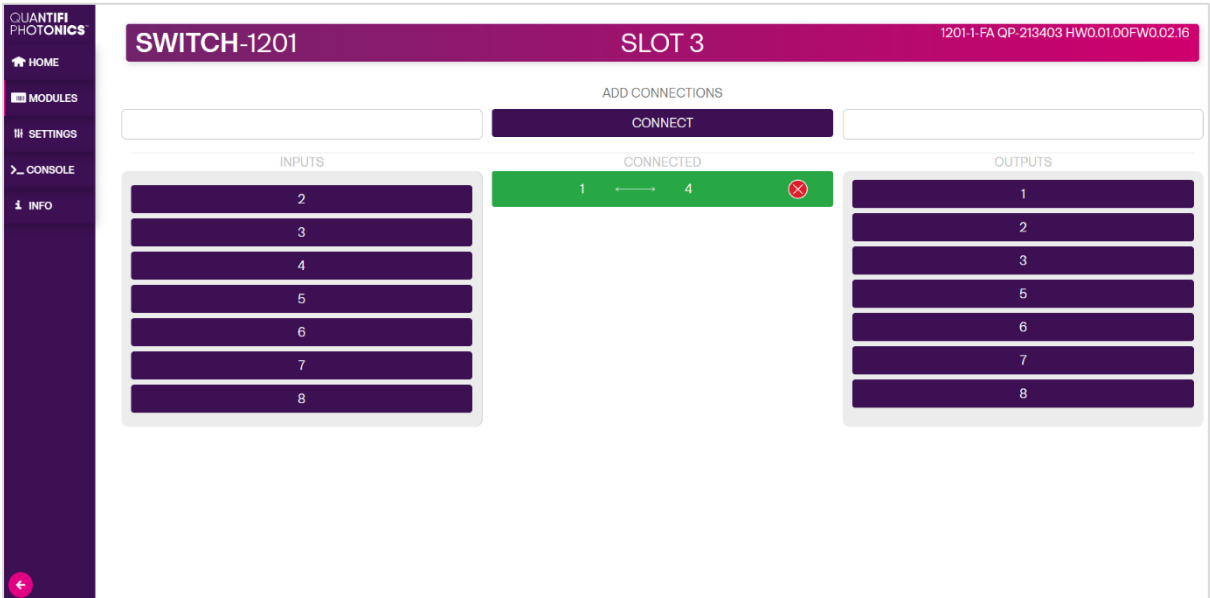 QUANTIFI
PHOTONICS™
HOME
MODULES
SETTINGS
CONSOLE
INFO
SWITCH-1201
SLOT 3
1201-1-FA QP-213403 HW0.01.00FW0.02.16
ADD CONNECTIONS
CONNECT
INPUTS
2
3
4
5
6
7
8
CONNECTED
1 ⟷ 4
OUTPUTS
1
2
3
5
6
7
8